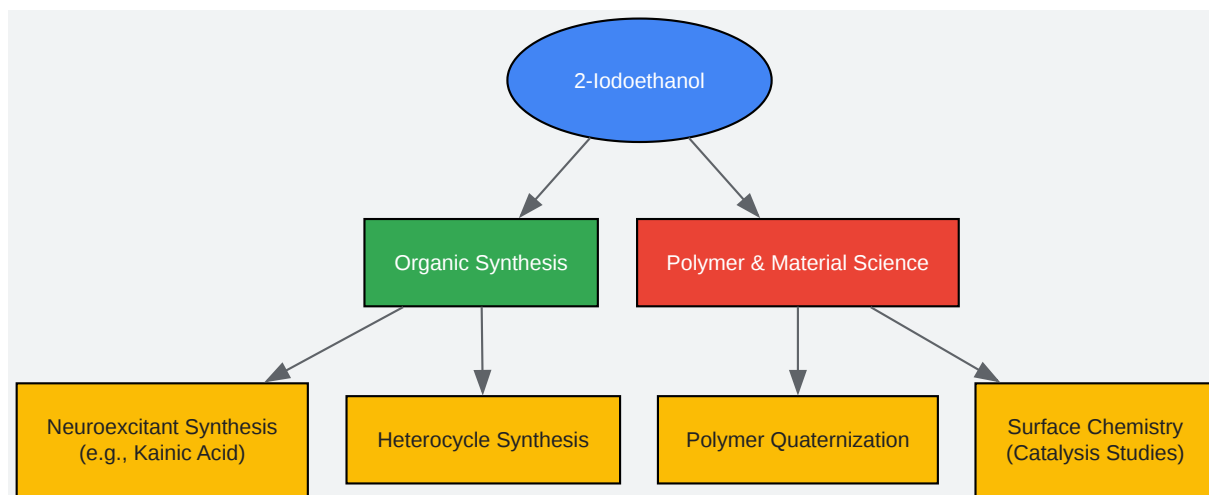 2-Iodoethanol
Organic Synthesis
Polymer & Material Science
Neuroexcitant Synthesis
(e.g., Kainic Acid)
Heterocycle Synthesis
Polymer Quaternization
Surface Chemistry
(Catalysis Studies)